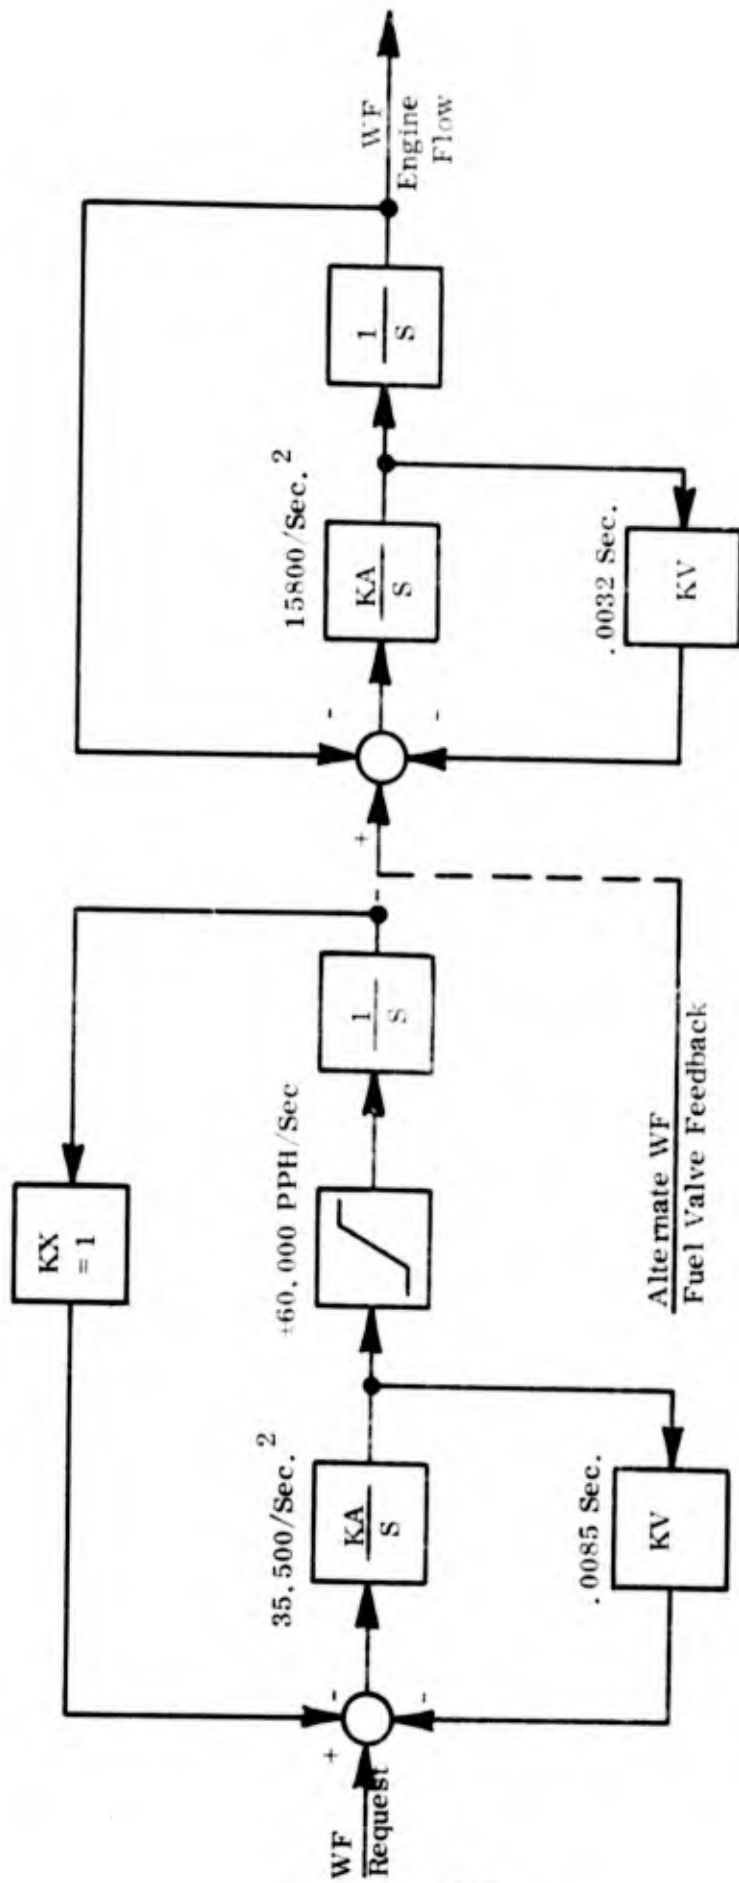 WF
Request
+
-
-
35,500/Sec.²
KA
S
.0085 Sec.
KV
KX
= 1
±60,000 PPH/Sec
1
S
Alternate WF
Fuel Valve Feedback
+
-
-
15800/Sec.²
KA
S
.0032 Sec.
KV
1
S
WF
Engine
Flow